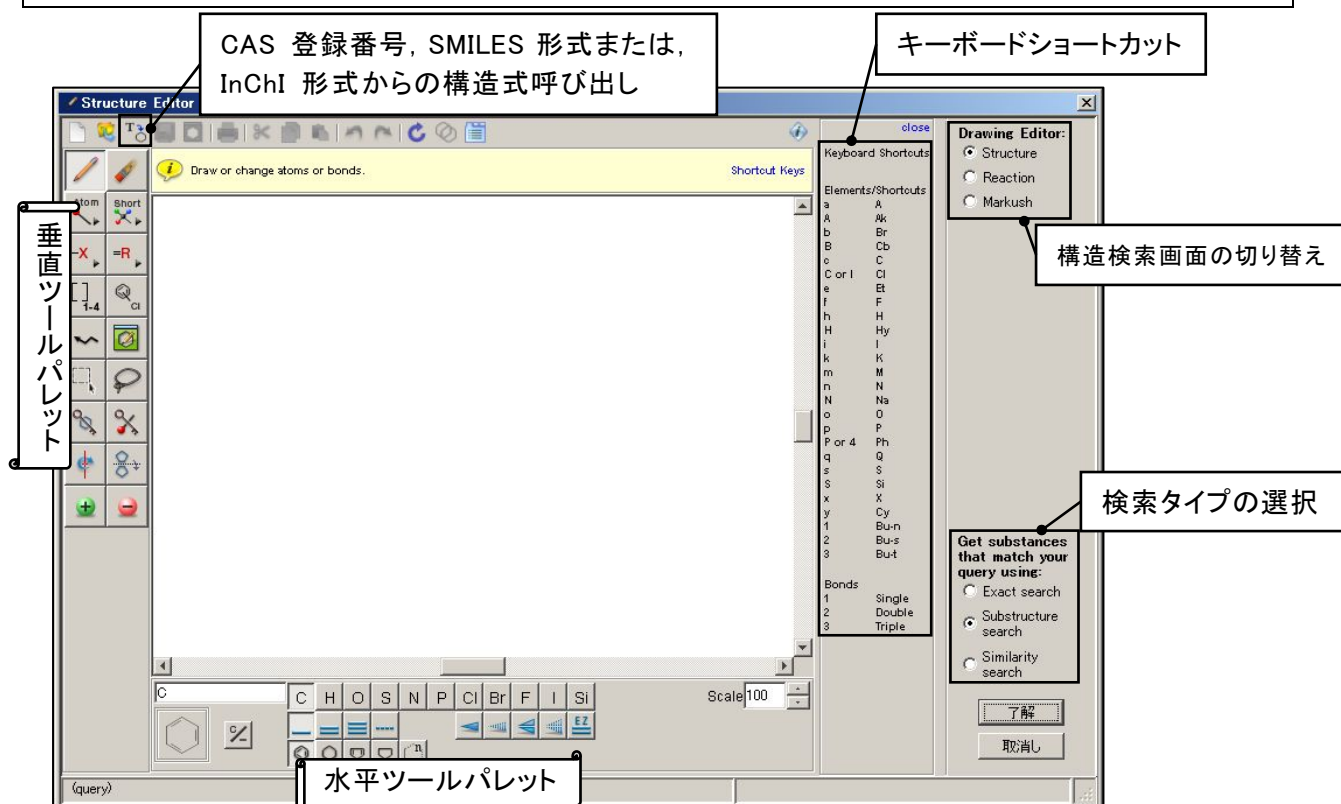 CAS 登録番号, SMILES 形式または,
InChI 形式からの構造式呼び出し
キーボードショートカット
Structure Editor
close
Drawing Editor:
Structure
Reaction
Markush
構造検索画面の切り替え
Draw or change atoms or bonds.
Shortcut Keys
Keyboard Shortcuts
Elements/Shortcuts
a A
A Ak
b Br
B Cb
c C
C or l Cl
e Et
f F
h H
H Hy
i I
k K
m M
n N
N Na
o O
p P
P or 4 Ph
q Q
s S
S Si
x X
y Cy
1 Bu-n
2 Bu-s
3 Bu-t
Bonds
1 Single
2 Double
3 Triple
Atom
Short
-X
=R
1-4
Cl
垂直ツールパレット
検索タイプの選択
Get substances
that match your
query using:
Exact search
Substructure
search
Similarity
search
了解
取消し
C
C H O S N P Cl Br F I Si
Scale 100
EZ
n
水平ツールパレット
(query)